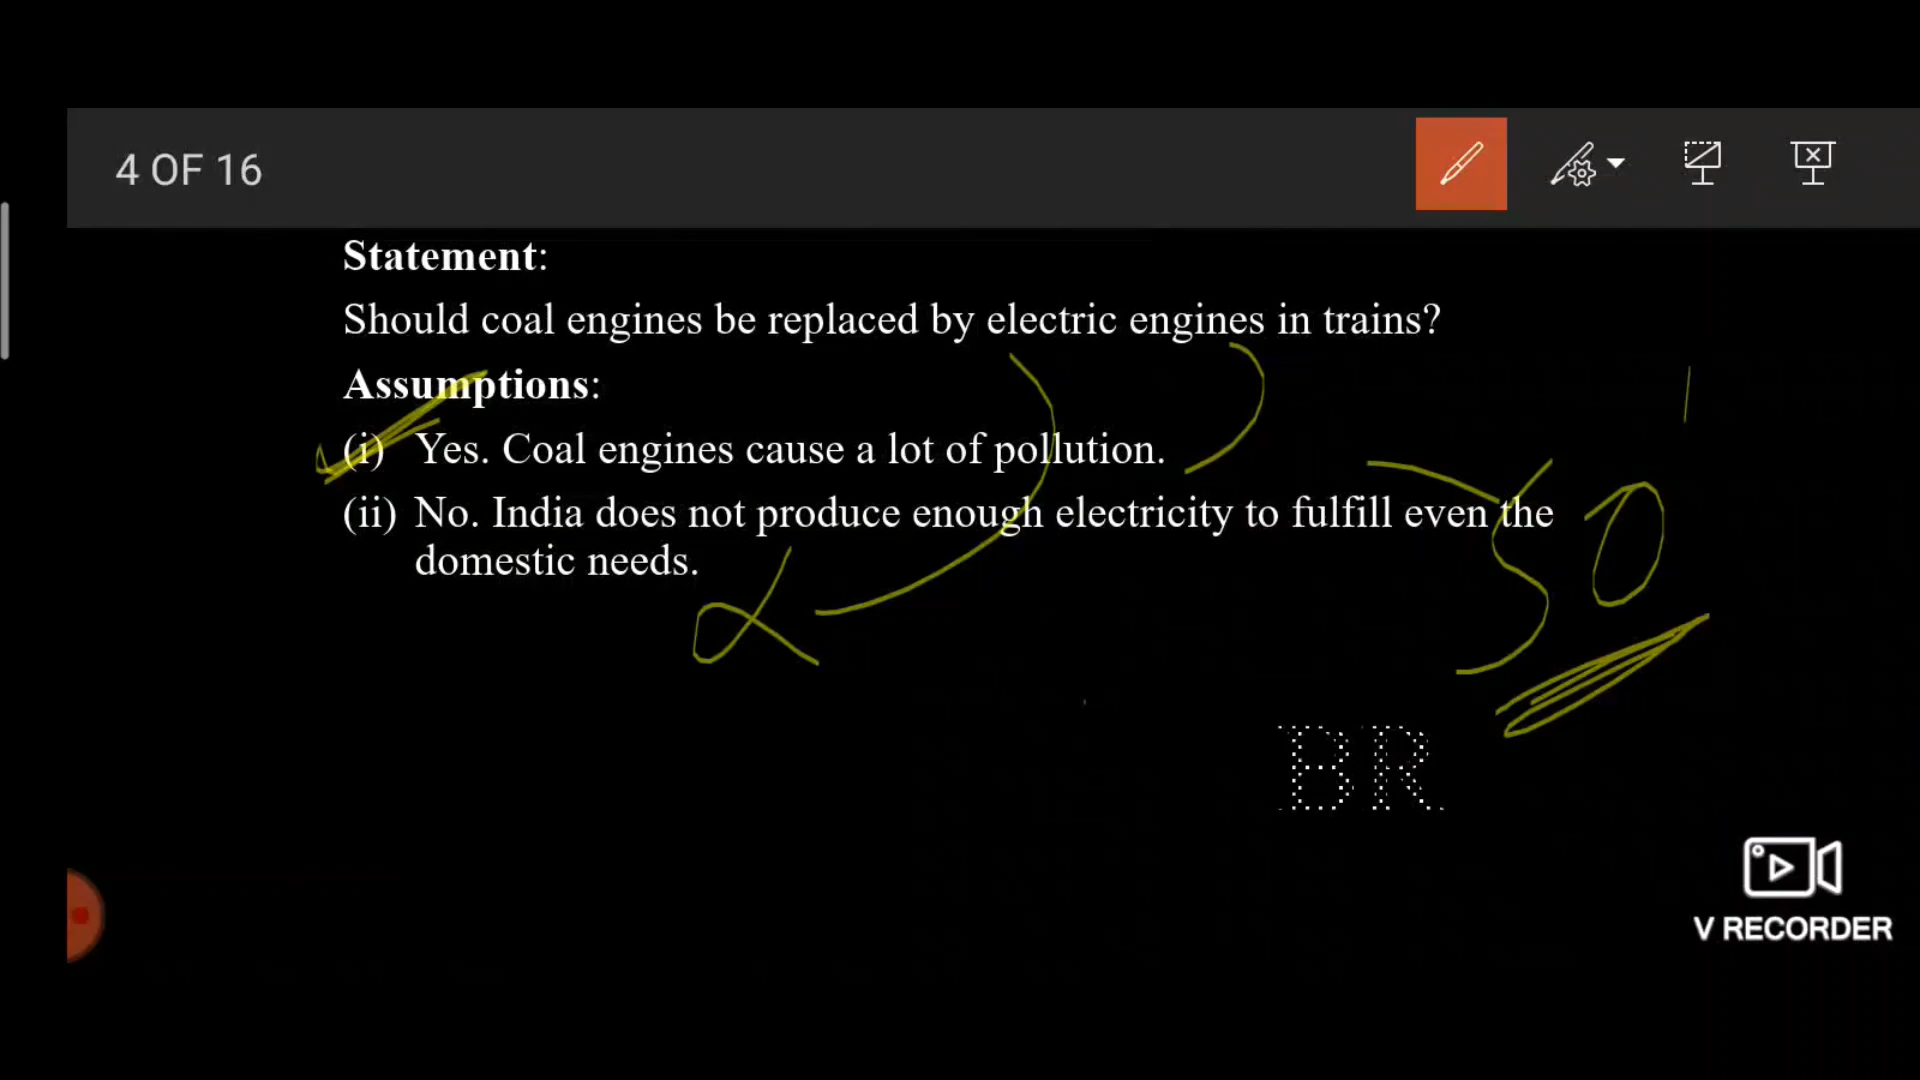 4 OF 16
Statement:
Should coal engines be replaced by electric engines in trains?
Assumptions:
(i) Yes. Coal engines cause a lot of pollution.
(ii) No. India does not produce enough electricity to fulfill even the
domestic needs.
BR
V RECORDER